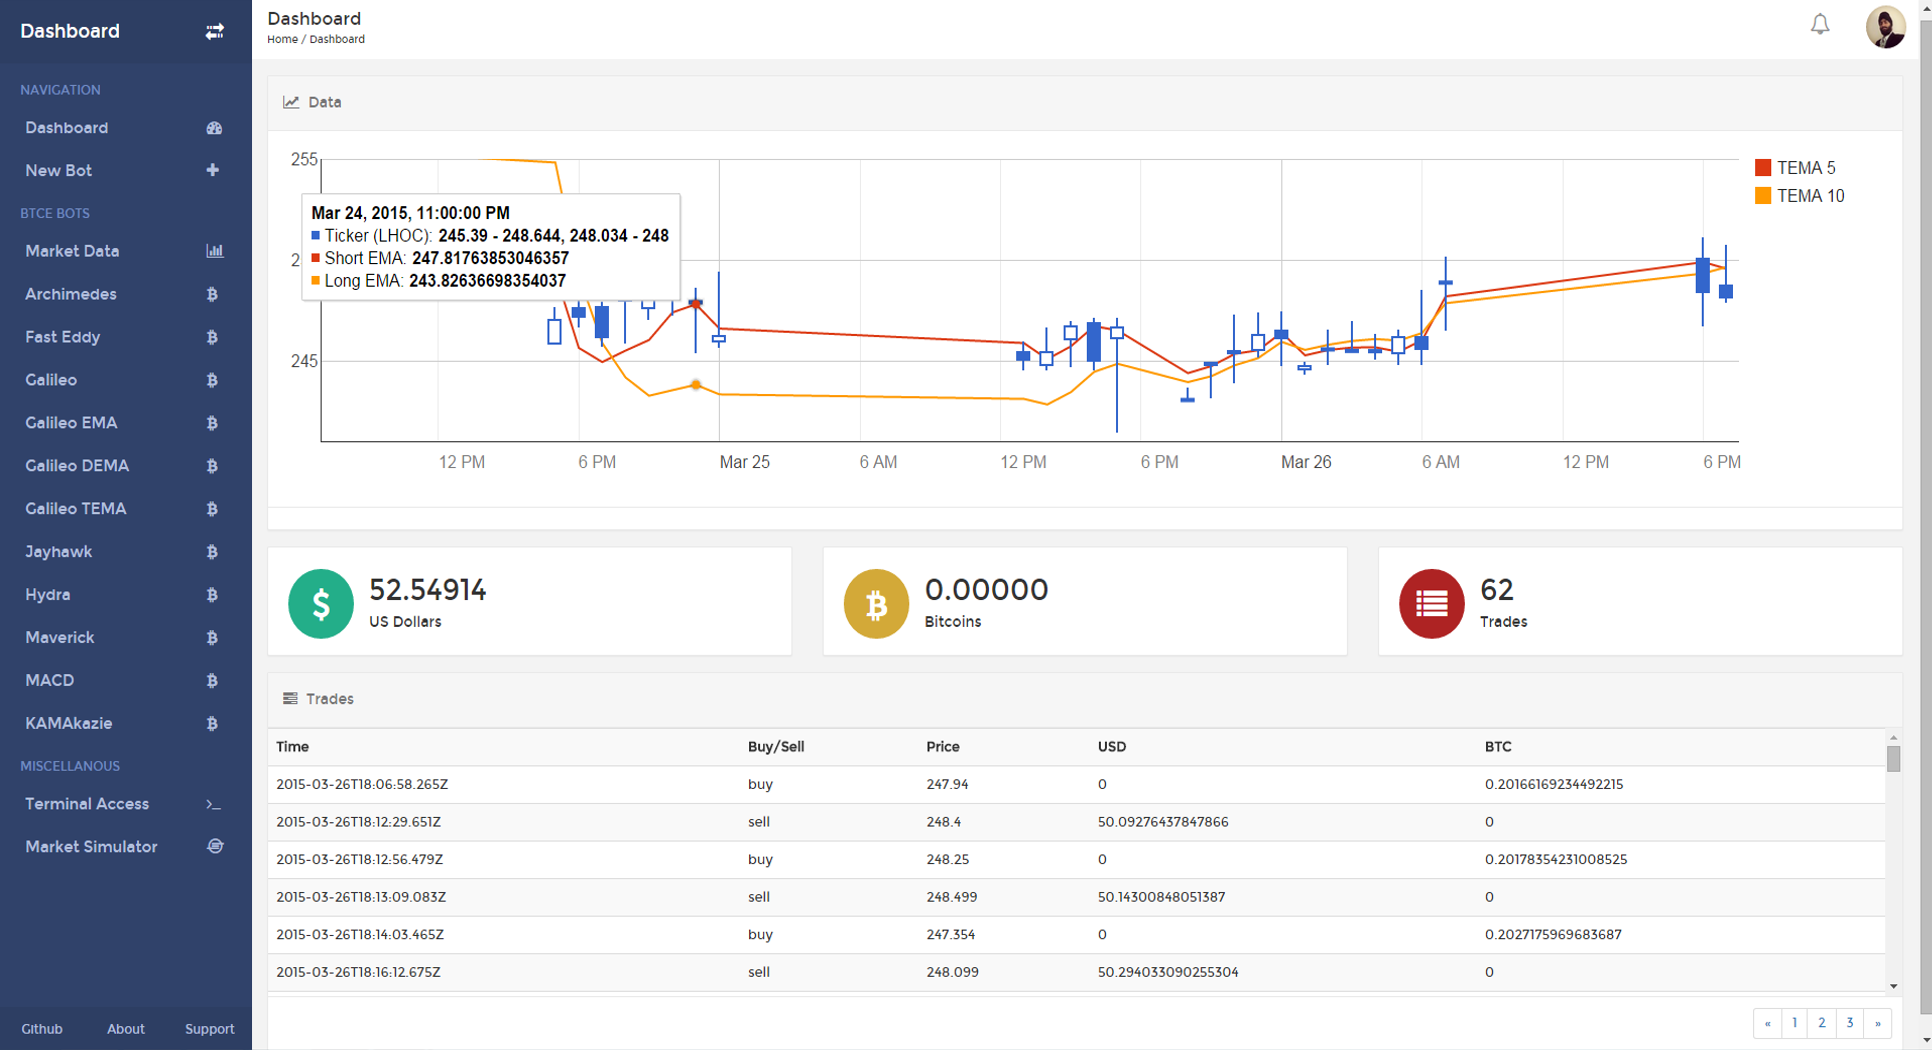 Dashboard
NAVIGATION
Dashboard
New Bot
BTCE BOTS
Market Data
Archimedes
Fast Eddy
Galileo
Galileo EMA
Galileo DEMA
Galileo TEMA
Jayhawk
Hydra
Maverick
MACD
KAMAkazie
MISCELLANOUS
Terminal Access
Market Simulator
Github About Support
Dashboard
Home / Dashboard
Data
255
Mar 24, 2015, 11:00:00 PM
Ticker (LHOC): 245.39 - 248.644, 248.034 - 248
Short EMA: 247.81763853046357
Long EMA: 243.82636698354037
2
245
12 PM 6 PM Mar 25 6 AM 12 PM 6 PM Mar 26 6 AM 12 PM 6 PM
TEMA 5
TEMA 10
52.54914
US Dollars
0.00000
Bitcoins
62
Trades
Trades
Time Buy/Sell Price USD BTC
2015-03-26T18:06:58.265Z buy 247.94 0 0.20166169234492215
2015-03-26T18:12:29.651Z sell 248.4 50.09276437847866 0
2015-03-26T18:12:56.479Z buy 248.25 0 0.20178354231008525
2015-03-26T18:13:09.083Z sell 248.499 50.14300848051387 0
2015-03-26T18:14:03.465Z buy 247.354 0 0.2027175969683687
2015-03-26T18:16:12.675Z sell 248.099 50.294033090255304 0
« 1 2 3 »